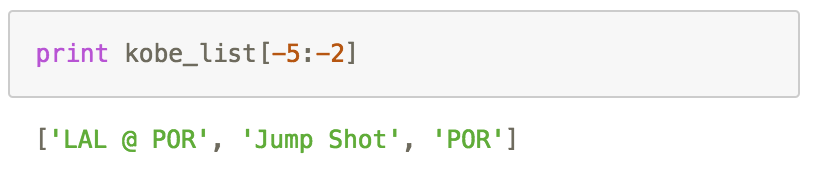 print kobe_list[-5:-2]
['LAL @ POR', 'Jump Shot', 'POR']